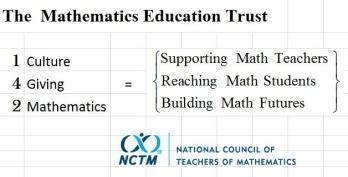 The Mathematics Education Trust
1 Culture
4 Giving
2 Mathematics
=
Supporting Math Teachers
Reaching Math Students
Building Math Futures
NCTM
NATIONAL COUNCIL OF
TEACHERS OF MATHEMATICS